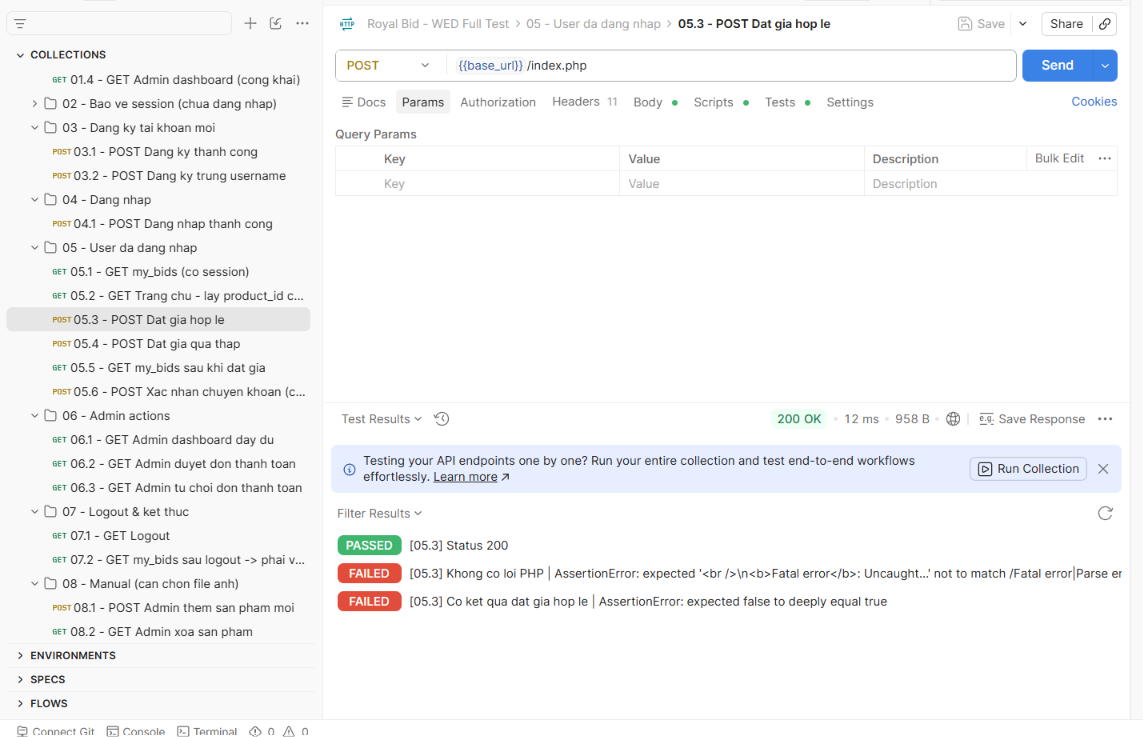 COLLECTIONS
GET 01.4 - GET Admin dashboard (cong khai)
02 - Bao ve session (chua dang nhap)
03 - Dang ky tai khoan moi
POST 03.1 - POST Dang ky thanh cong
POST 03.2 - POST Dang ky trung username
04 - Dang nhap
POST 04.1 - POST Dang nhap thanh cong
05 - User da dang nhap
GET 05.1 - GET my_bids (co session)
GET 05.2 - GET Trang chu - lay product_id c...
POST 05.3 - POST Dat gia hop le
POST 05.4 - POST Dat gia qua thap
GET 05.5 - GET my_bids sau khi dat gia
POST 05.6 - POST Xac nhan chuyen khoan (c...
06 - Admin actions
GET 06.1 - GET Admin dashboard day du
GET 06.2 - GET Admin duyet don thanh toan
GET 06.3 - GET Admin tu choi don thanh toan
07 - Logout & ket thuc
GET 07.1 - GET Logout
GET 07.2 - GET my_bids sau logout -> phai v...
08 - Manual (can chon file anh)
POST 08.1 - POST Admin them san pham moi
GET 08.2 - GET Admin xoa san pham
ENVIRONMENTS
SPECS
FLOWS
Connect Git Console Terminal 0 0
HTTP Royal Bid - WED Full Test > 05 - User da dang nhap > 05.3 - POST Dat gia hop le Save Share
POST {{base_url}} /index.php Send
Docs Params Authorization Headers 11 Body Scripts Tests Settings Cookies
Query Params
Key Value Description Bulk Edit
Key Value Description
Test Results 200 OK 12 ms 958 B e.g. Save Response
Testing your API endpoints one by one? Run your entire collection and test end-to-end workflows
effortlessly. Learn more Run Collection
Filter Results
PASSED [05.3] Status 200
FAILED [05.3] Khong co loi PHP | AssertionError: expected '<br />\n<b>Fatal error</b>: Uncaught...' not to match /Fatal error|Parse er
FAILED [05.3] Co ket qua dat gia hop le | AssertionError: expected false to deeply equal true